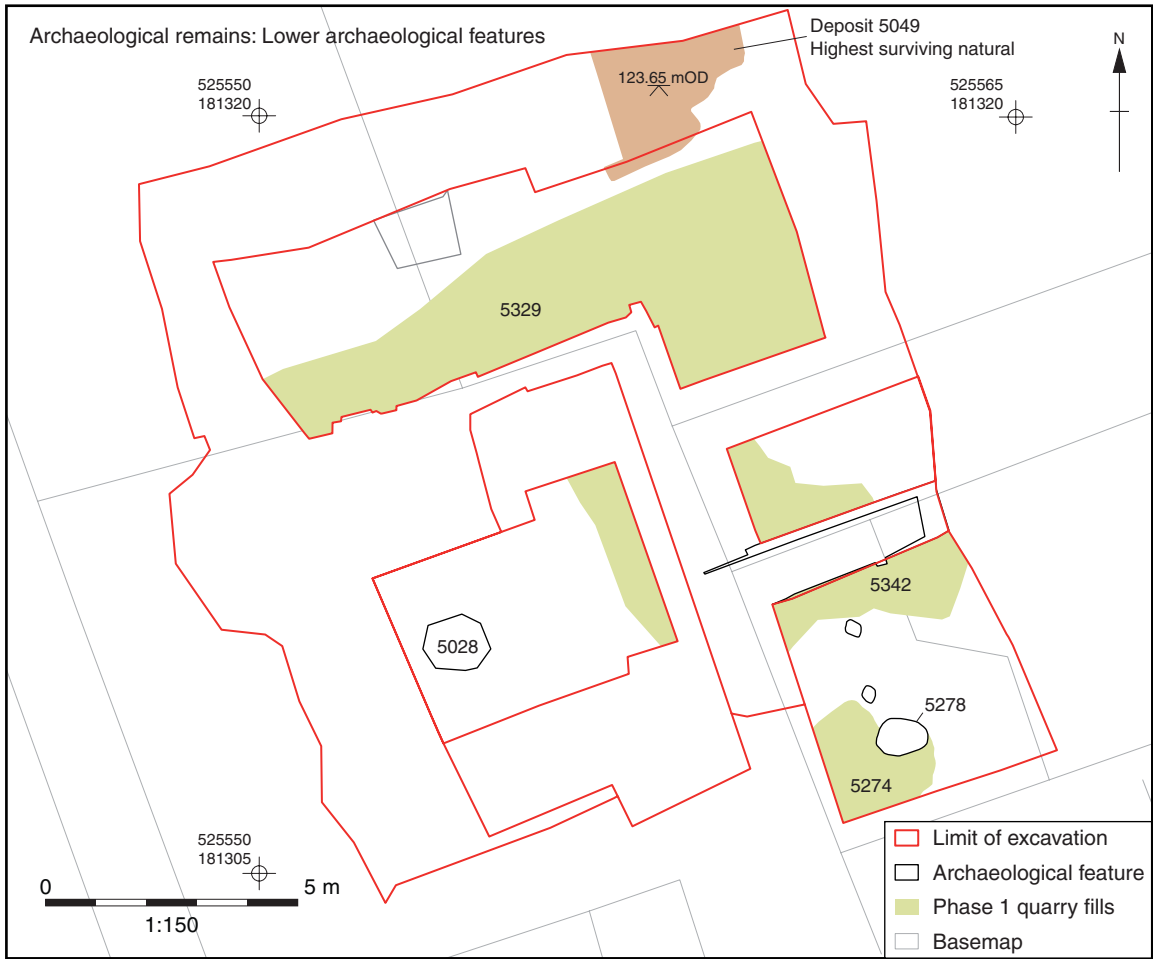 Archaeological remains: Lower archaeological features
Deposit 5049
Highest surviving natural
N
123.65 mOD
525550
181320
525565
181320
5329
5342
5028
5278
5274
525550
181305
0
5 m
1:150
Limit of excavation
Archaeological feature
Phase 1 quarry fills
Basemap